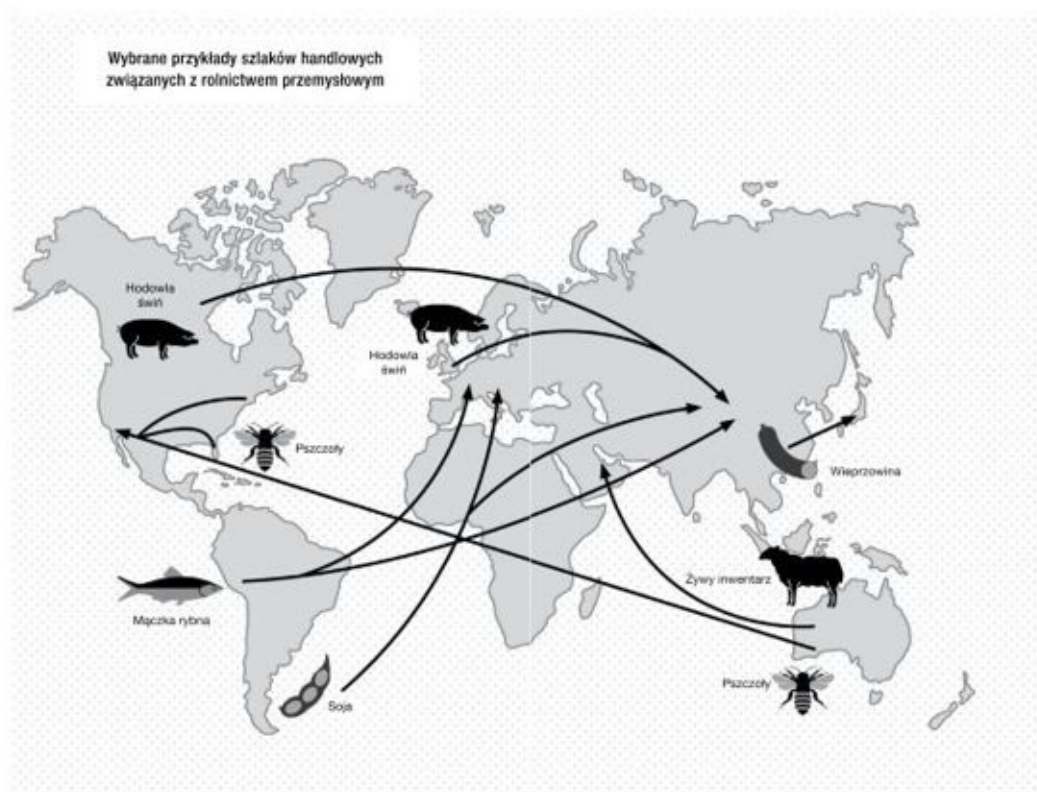 Wybrane przykłady szlaków handlowych
związanych z rolnictwem przemysłowym
Hodowla
świń
Hodowla
świń
Pszczoły
Wieprzowina
Żywy inwentarz
Mączka rybna
Pszczoły
Soja